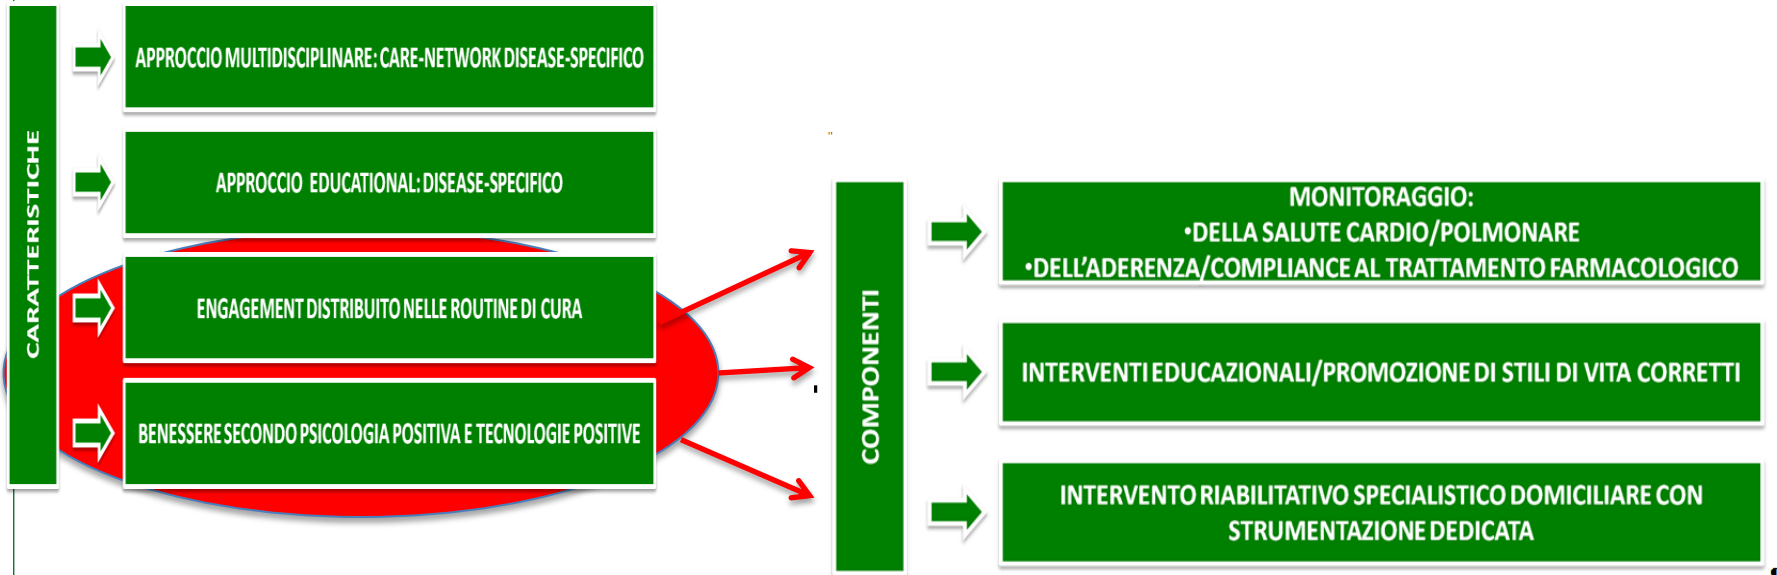 CARATTERISTICHE
APPROCCIO MULTIDISCIPLINARE: CARE-NETWORK DISEASE-SPECIFICO
APPROCCIO EDUCATIONAL: DISEASE-SPECIFICO
ENGAGEMENT DISTRIBUITO NELLE ROUTINE DI CURA
BENESSERE SECONDO PSICOLOGIA POSITIVA E TECNOLOGIE POSITIVE
COMPONENTI
MONITORAGGIO:
•DELLA SALUTE CARDIO/POLMONARE
•DELL’ADERENZA/COMPLIANCE AL TRATTAMENTO FARMACOLOGICO
INTERVENTI EDUCAZIONALI/PROMOZIONE DI STILI DI VITA CORRETTI
INTERVENTO RIABILITATIVO SPECIALISTICO DOMICILIARE CON
STRUMENTAZIONE DEDICATA